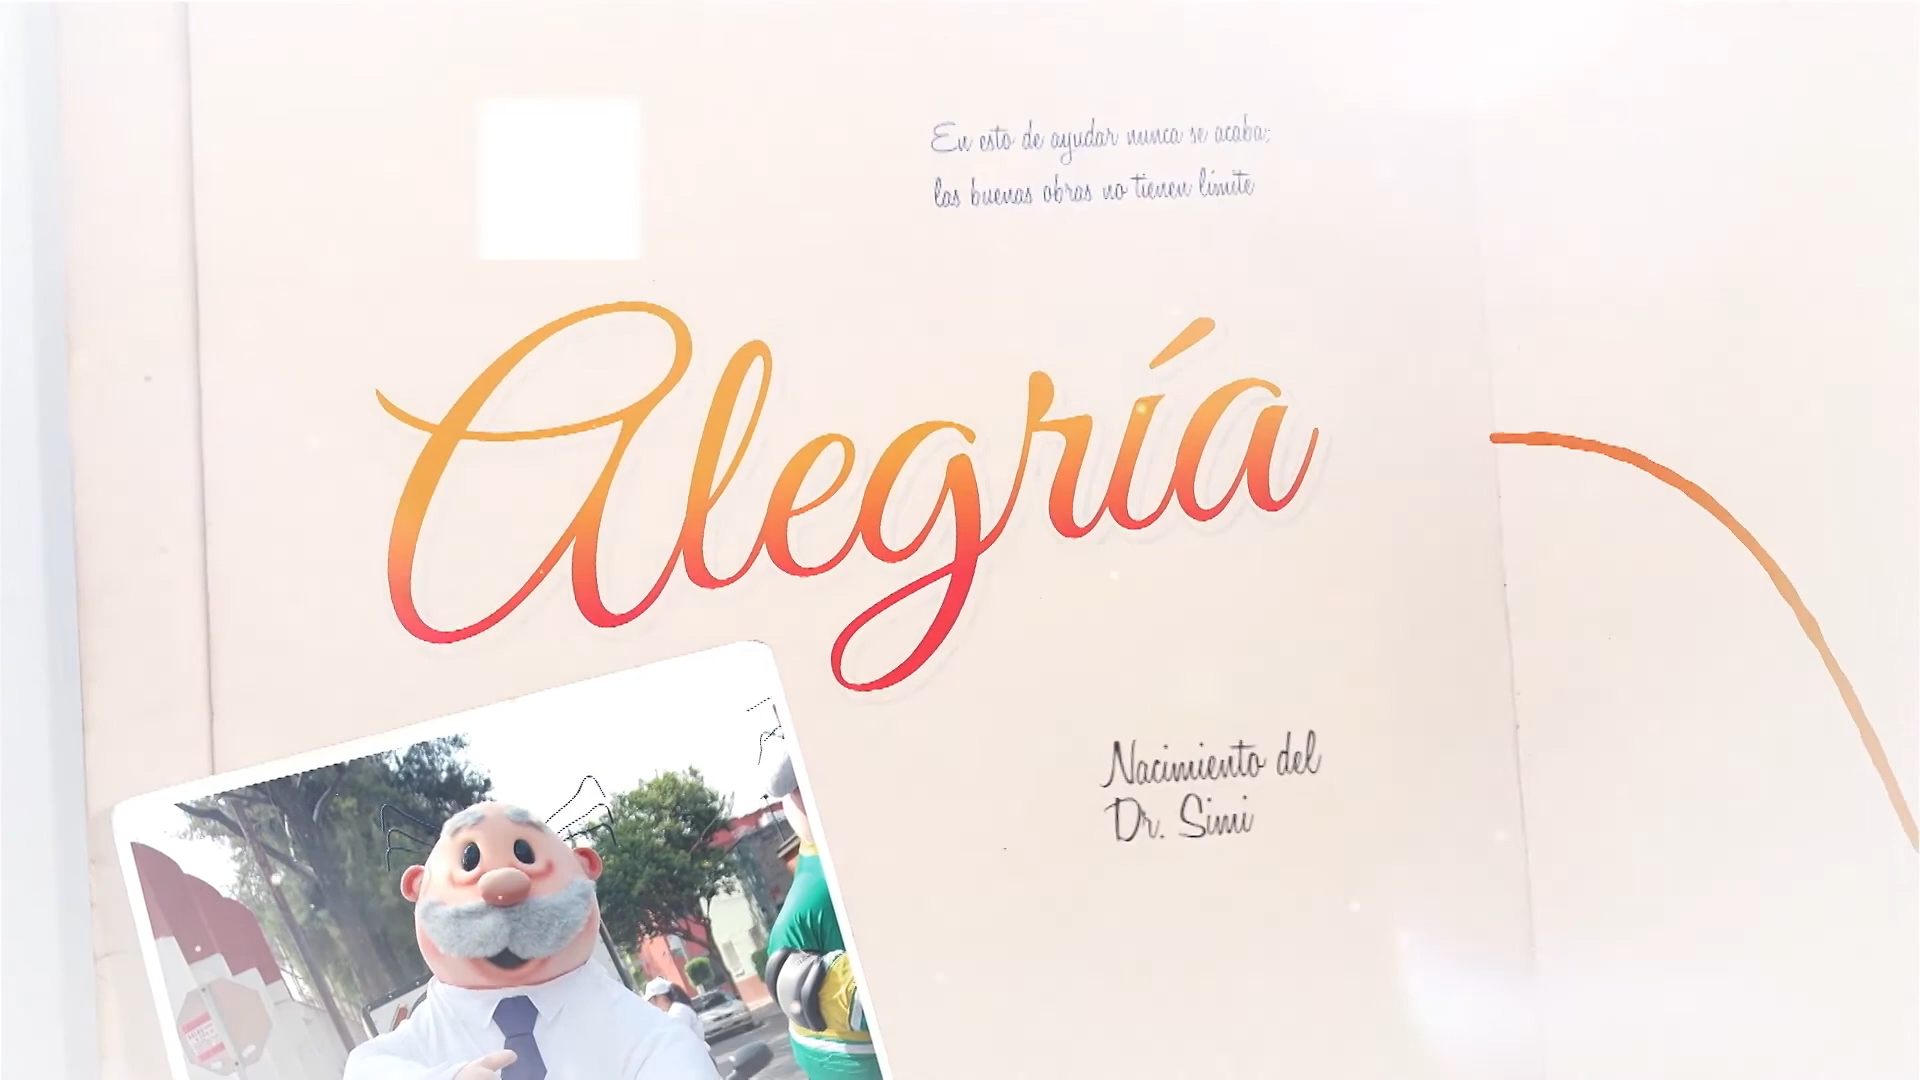 En esto de ayudar nunca se acaba;
las buenas obras no tienen límite
Alegría
Nacimiento del
Dr. Simi